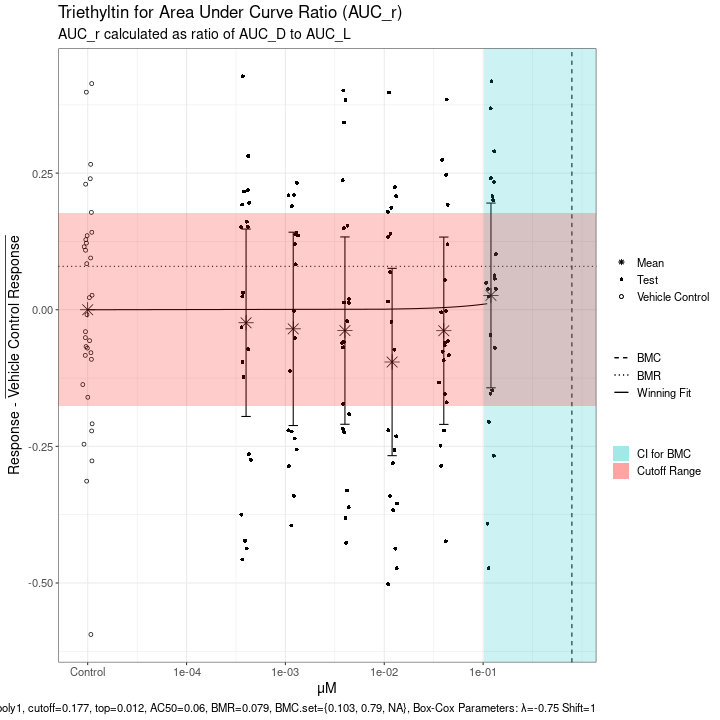 Triethyltin for Area Under Curve Ratio (AUC_r)
AUC_r calculated as ratio of AUC_D to AUC_L
Response - Vehicle Control Response
0.25
0.00
-0.25
-0.50
Control
1e-04
1e-03
1e-02
1e-01
μM
Mean
Test
Vehicle Control
BMC
BMR
Winning Fit
CI for BMC
Cutoff Range
poly1, cutoff=0.177, top=0.012, AC50=0.06, BMR=0.079, BMC.set={0.103, 0.79, NA}, Box-Cox Parameters: λ=-0.75 Shift=1